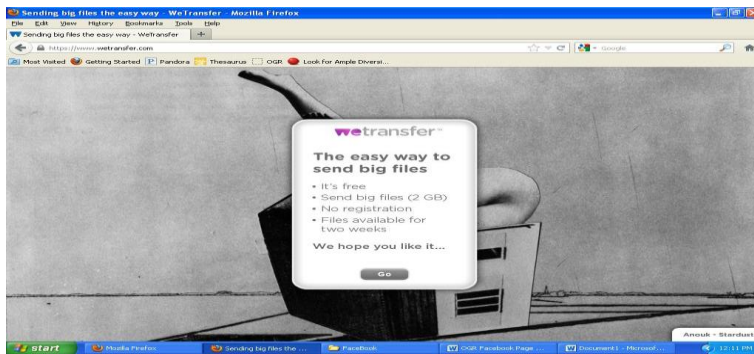 Sending big files the easy way - WeTransfer - Mozilla Firefox
File Edit View History Bookmarks Tools Help
Sending big files the easy way - WeTransfer
https://www.wetransfer.com
Google
Most Visited Getting Started Pandora Thesaurus OGR Look for Ample Diversi...
wetransfer
The easy way to
send big files
• It's free
• Send big files (2 GB)
• No registration
• Files available for
two weeks
We hope you like it...
Go
Anouk - Stardust
start Mozilla Firefox Sending big files the ... FaceBook OGR Facebook Page ... Document1 - Microsof... 12:11 PM